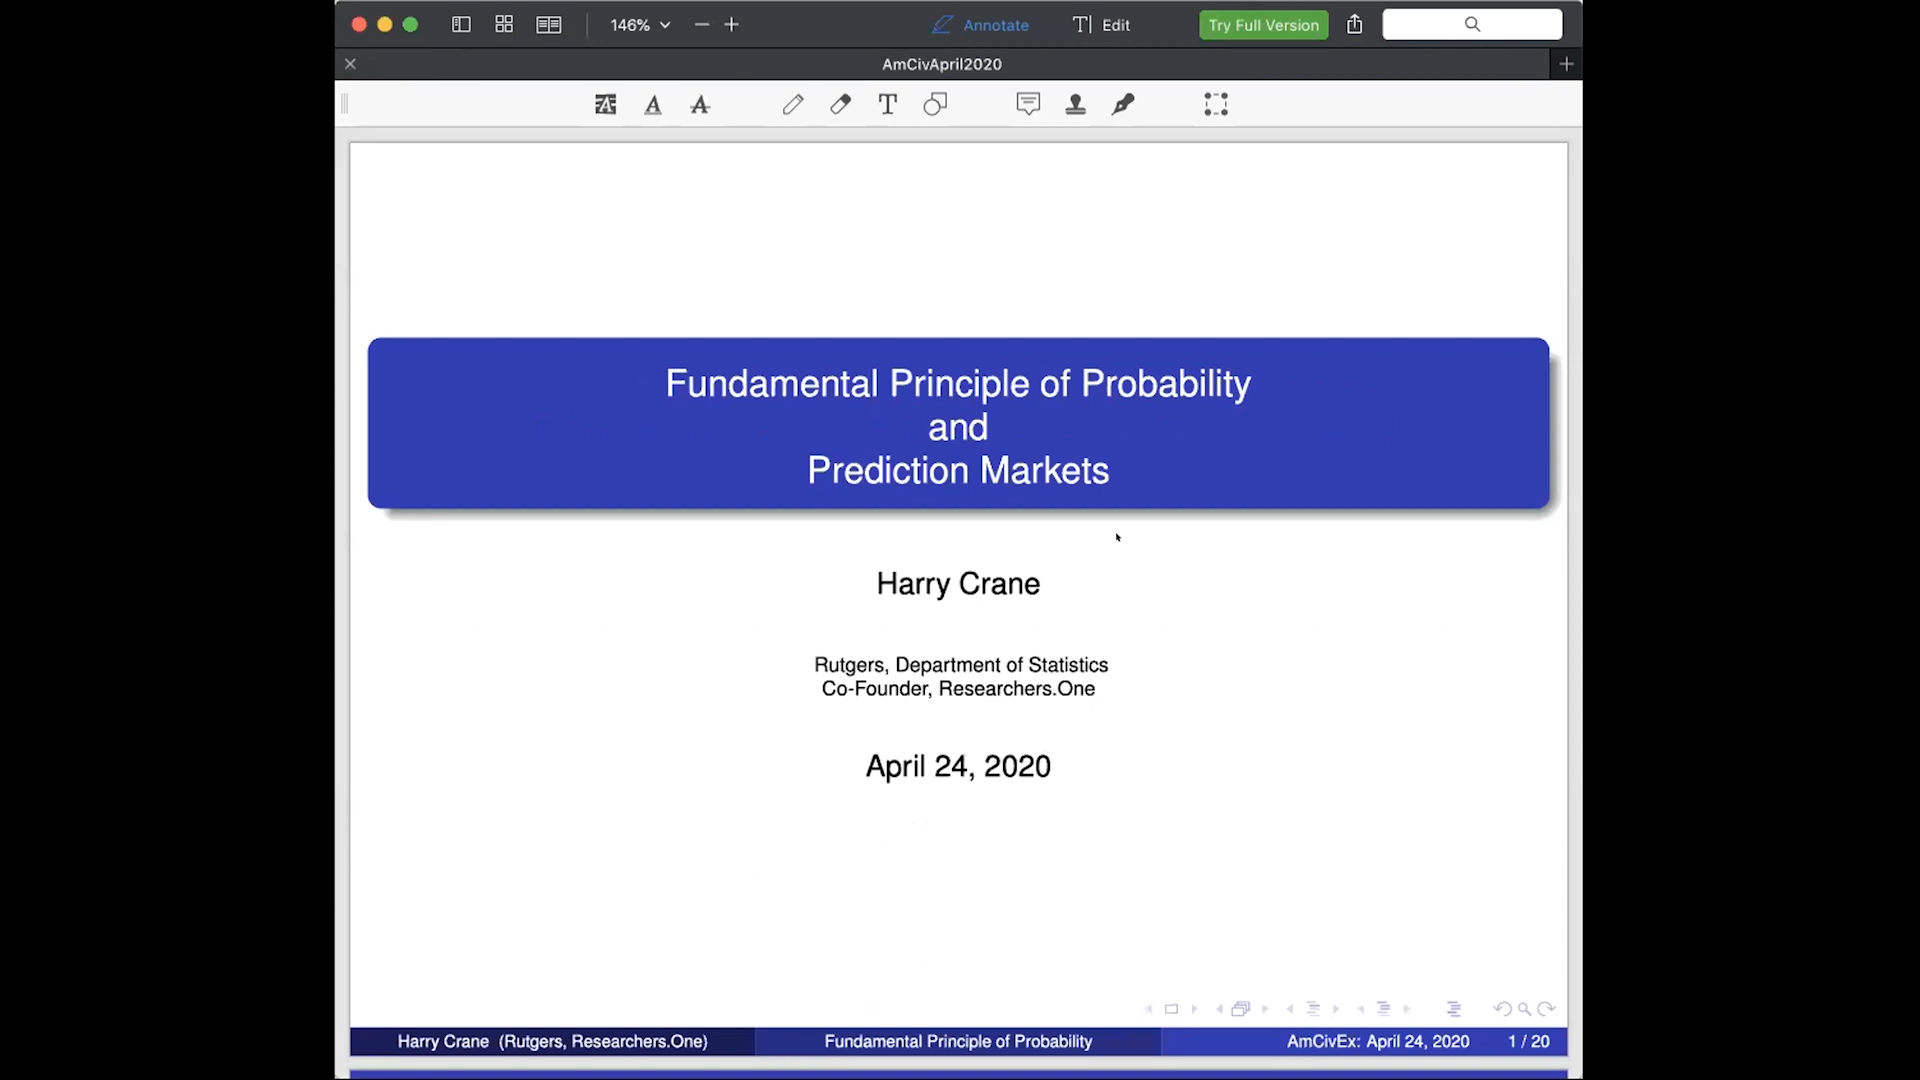 146%
Annotate
Edit
Try Full Version
AmCivApril2020
Fundamental Principle of Probability
and
Prediction Markets
Harry Crane
Rutgers, Department of Statistics
Co-Founder, Researchers.One
April 24, 2020
Harry Crane (Rutgers, Researchers.One)
Fundamental Principle of Probability
AmCivEx: April 24, 2020
1 / 20